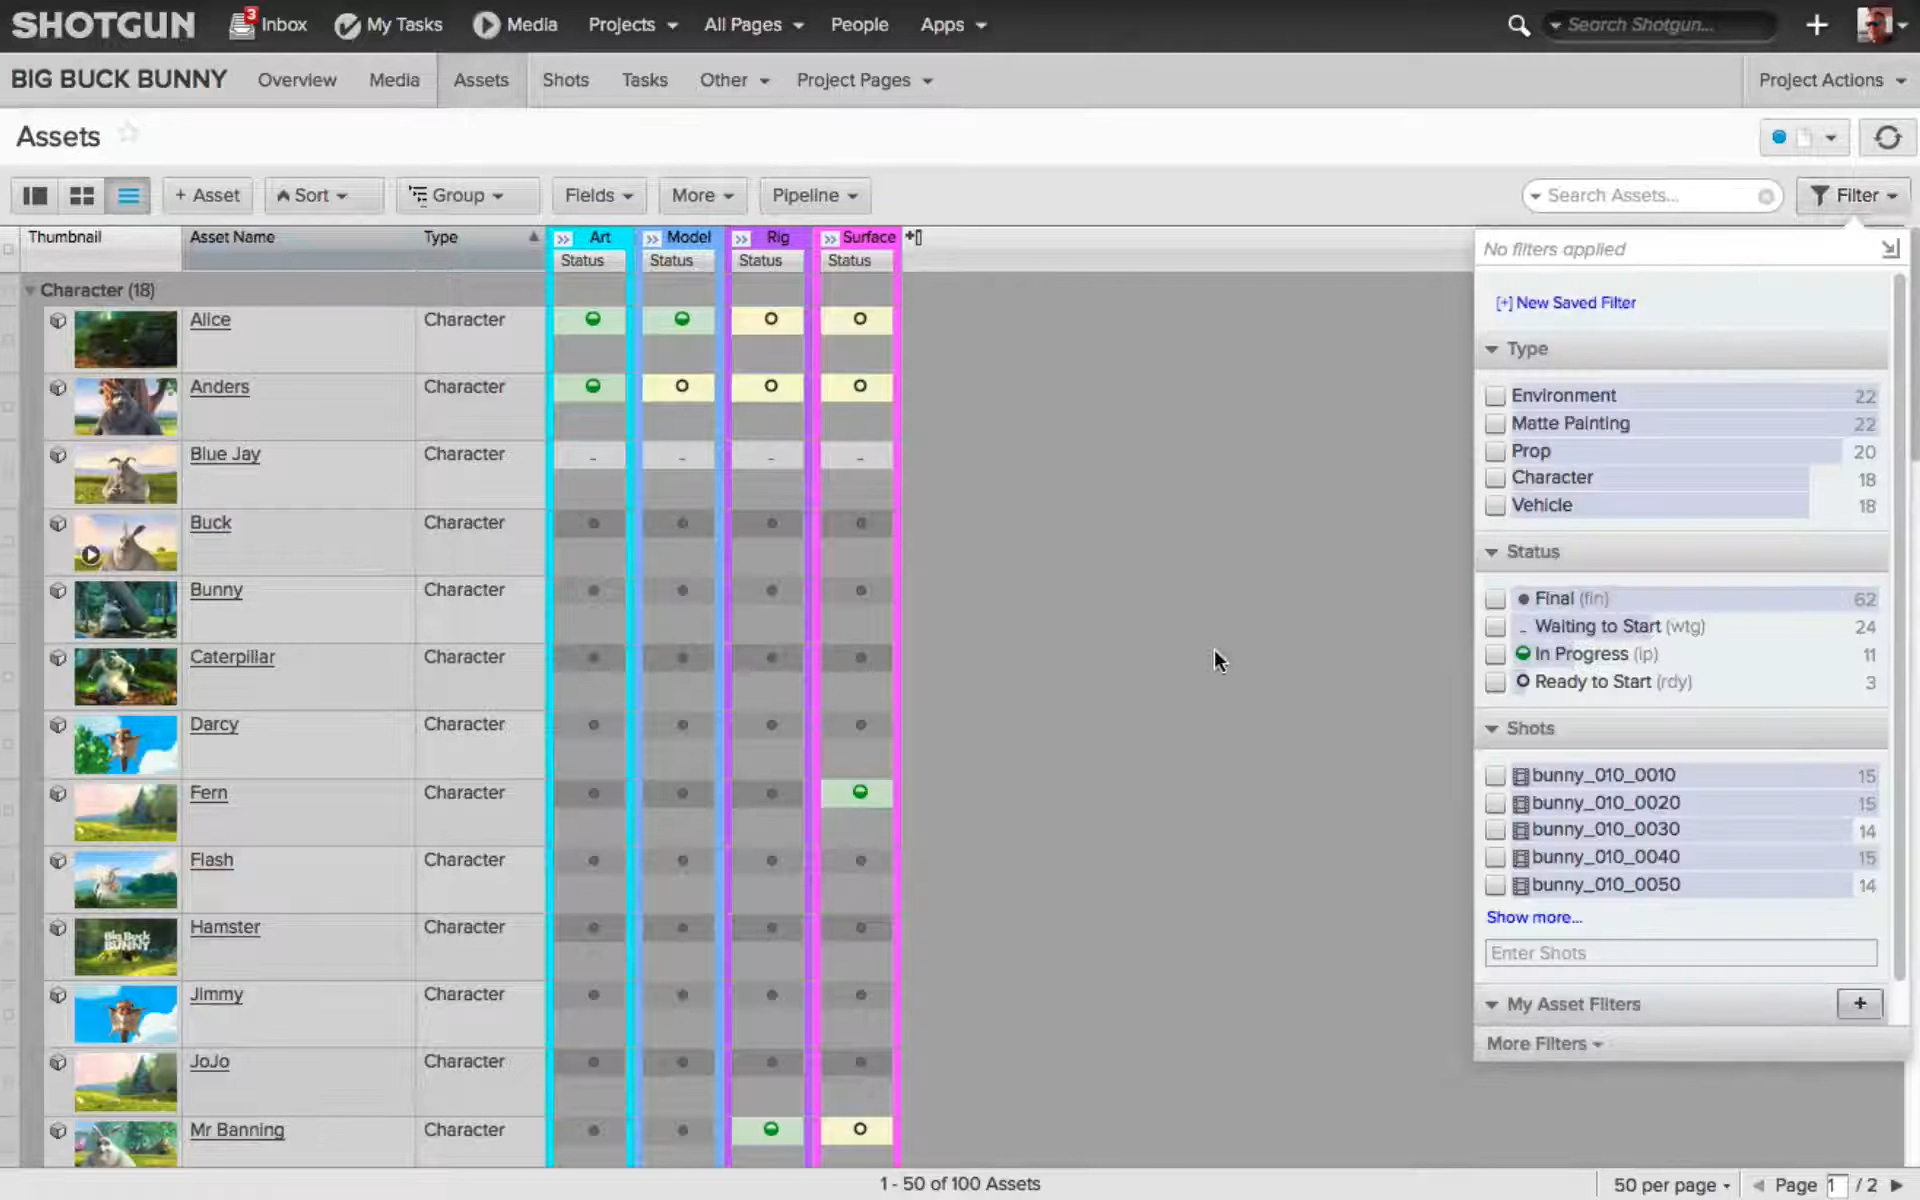 SHOTGUN 3 Inbox My Tasks Media Projects All Pages People Apps Search Shotgun...
BIG BUCK BUNNY Overview Media Assets Shots Tasks Other Project Pages Project Actions
Assets
+ Asset Sort Group Fields More Pipeline Search Assets... Filter
Thumbnail Asset Name Type Art Model Rig Surface
Status Status Status Status
No filters applied
Character (18)
[+] New Saved Filter
Alice Character
Type
Anders Character
Environment 22
Matte Painting 22
Blue Jay Character
Prop 20
Character 18
Vehicle 18
Buck Character
Status
Bunny Character
Final (fin) 62
Waiting to Start (wtg) 24
Caterpillar Character
In Progress (ip) 11
Ready to Start (rdy) 3
Darcy Character
Shots
bunny_010_0010 15
Fern Character
bunny_010_0020 15
bunny_010_0030 14
Flash Character
bunny_010_0040 15
bunny_010_0050 14
Show more...
Hamster Character
Big Buck
BUNNY
Enter Shots
Jimmy Character
My Asset Filters +
More Filters
JoJo Character
Mr Banning Character
1 - 50 of 100 Assets 50 per page Page 1 / 2